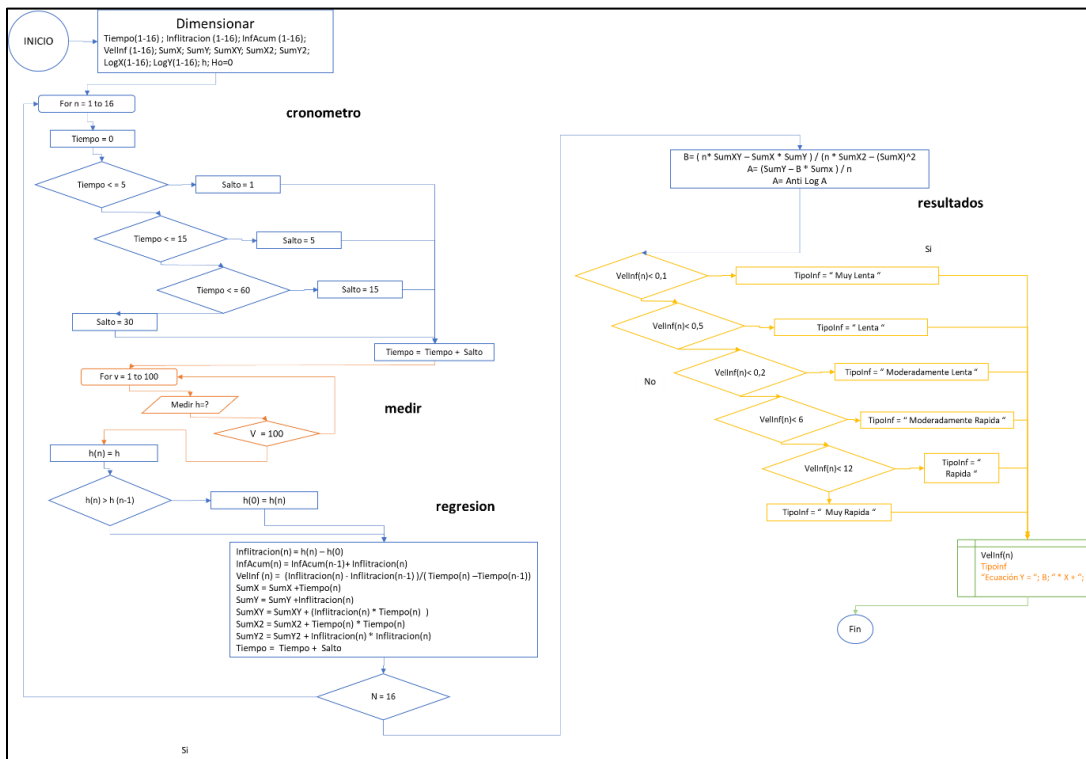 INICIO
Dimensionar
Tiempo(1-16) ; Inflitracion (1-16); InfAcum (1-16);
VelInf (1-16); SumX; SumY; SumXY; SumX2; SumY2;
LogX(1-16); LogY(1-16); h; Ho=0
For n = 1 to 16
cronometro
Tiempo = 0
Tiempo < = 5
Salto = 1
Tiempo <= 15
Salto = 5
Tiempo < = 60
Salto = 15
Salto = 30
Tiempo = Tiempo + Salto
For v = 1 to 100
Medir h=?
medir
V = 100
h(n) = h
h(n) > h (n-1)
h(0) = h(n)
regresion
Inflitracion(n) = h(n) – h(0)
InfAcum(n) = InfAcum(n-1)+ Inflitracion(n)
VelInf (n) = (Inflitracion(n) - Inflitracion(n-1) )/( Tiempo(n) –Tiempo(n-1))
SumX = SumX +Tiempo(n)
SumY = SumY +Inflitracion(n)
SumXY = SumXY + (Inflitracion(n) * Tiempo(n) )
SumX2 = SumX2 + Tiempo(n) * Tiempo(n)
SumY2 = SumY2 + Inflitracion(n) * Inflitracion(n)
Tiempo = Tiempo + Salto
N = 16
Si
B= ( n* SumXY – SumX * SumY ) / (n * SumX2 – (SumX)^2
A= (SumY – B * Sumx ) / n
A= Anti Log A
resultados
Si
VelInf(n)< 0,1
TipoInf = “ Muy Lenta “
VelInf(n)< 0,5
TipoInf = “ Lenta “
VelInf(n)< 0,2
TipoInf = “ Moderadamente Lenta “
No
VelInf(n)< 6
TipoInf = “ Moderadamente Rapida “
VelInf(n)< 12
TipoInf = “
Rapida “
TipoInf = “ Muy Rapida “
VelInf(n)
Tipoinf
“Ecuación Y = “; B; “ * X + “;
Fin